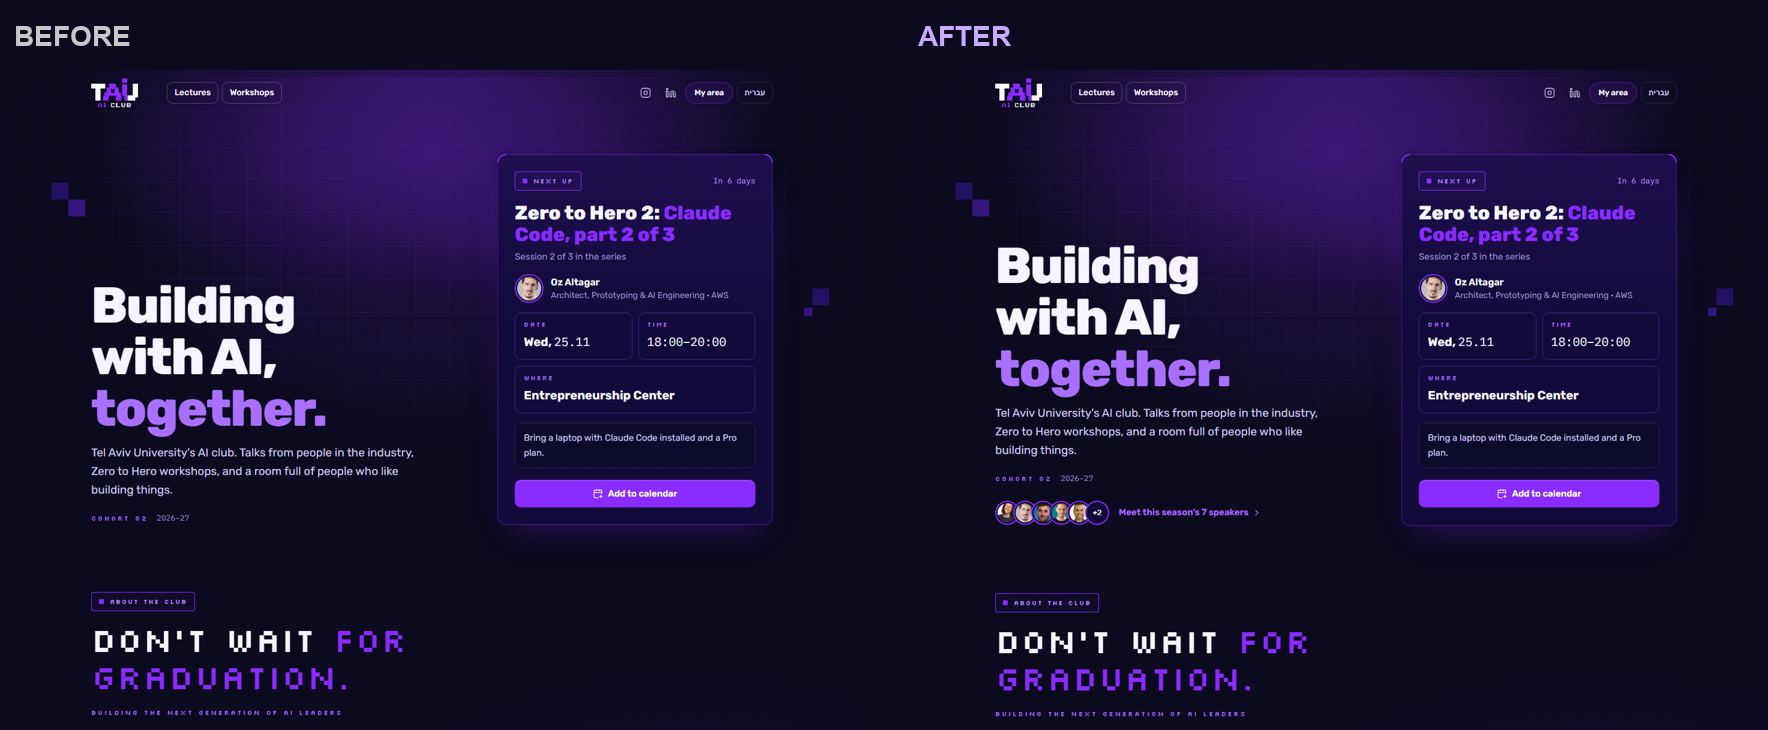 BEFORE
TAU
AI CLUB
Lectures
Workshops
My area
עברית
NEXT UP
In 6 days
Zero to Hero 2: Claude
Code, part 2 of 3
Session 2 of 3 in the series
Oz Altagar
Architect, Prototyping & AI Engineering • AWS
DATE
Wed, 25.11
TIME
18:00–20:00
WHERE
Entrepreneurship Center
Bring a laptop with Claude Code installed and a Pro
plan.
Add to calendar
Building
with AI,
together.
Tel Aviv University's AI club. Talks from people in the industry,
Zero to Hero workshops, and a room full of people who like
building things.
COHORT 02 2026–27
ABOUT THE CLUB
DON'T WAIT FOR
GRADUATION.
BUILDING THE NEXT GENERATION OF AI LEADERS
AFTER
TAU
AI CLUB
Lectures
Workshops
My area
עברית
NEXT UP
In 6 days
Zero to Hero 2: Claude
Code, part 2 of 3
Session 2 of 3 in the series
Oz Altagar
Architect, Prototyping & AI Engineering • AWS
DATE
Wed, 25.11
TIME
18:00–20:00
WHERE
Entrepreneurship Center
Bring a laptop with Claude Code installed and a Pro
plan.
Add to calendar
Building
with AI,
together.
Tel Aviv University's AI club. Talks from people in the industry,
Zero to Hero workshops, and a room full of people who like
building things.
COHORT 02 2026–27
+2
Meet this season's 7 speakers
ABOUT THE CLUB
DON'T WAIT FOR
GRADUATION.
BUILDING THE NEXT GENERATION OF AI LEADERS